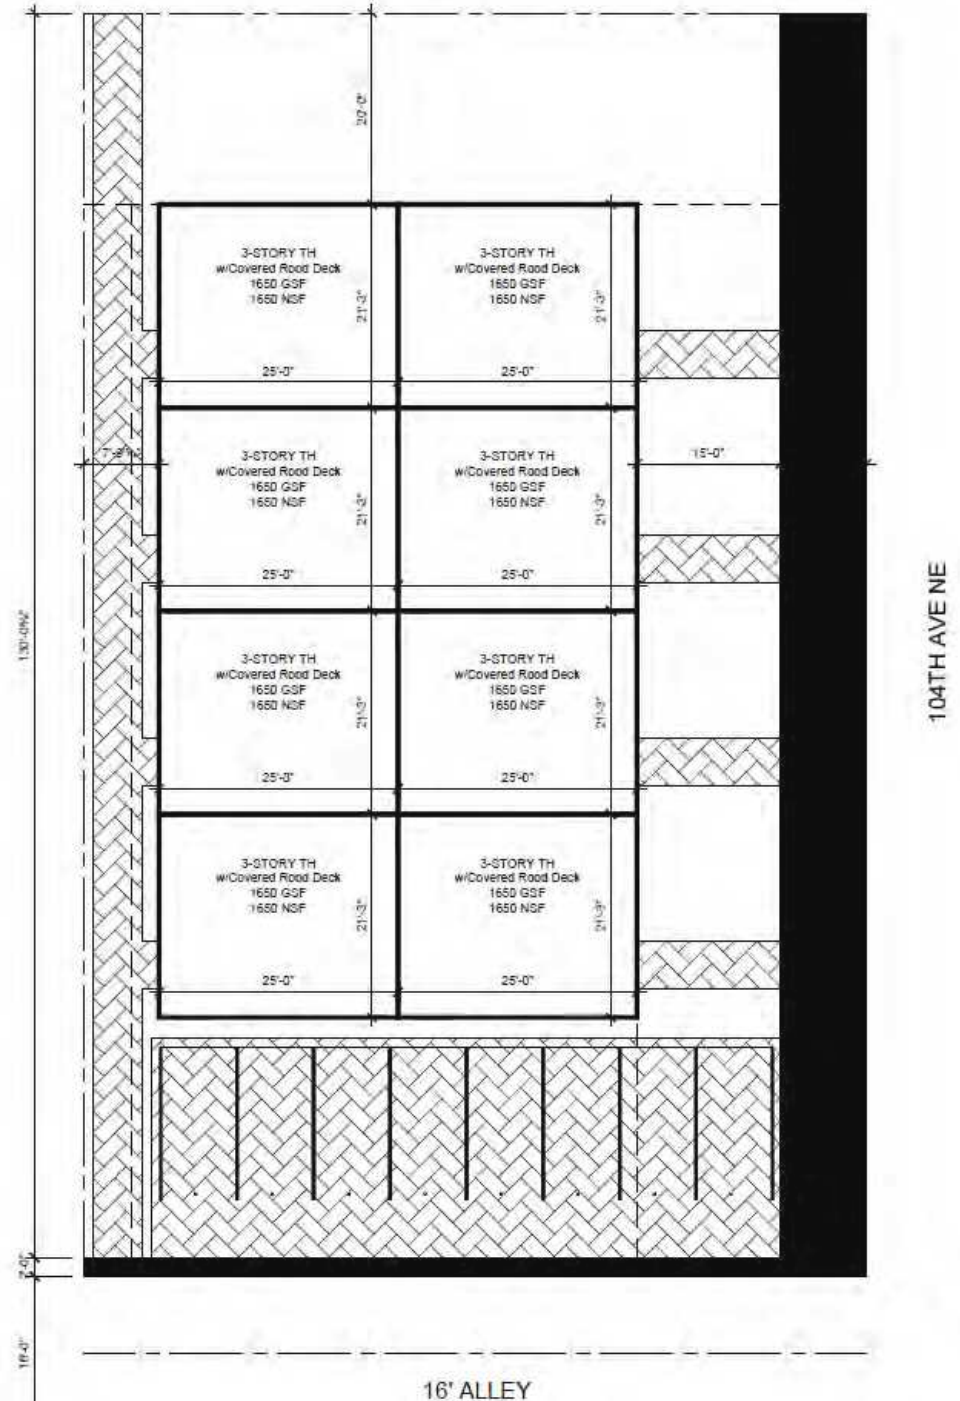 20'-0"
3-STORY TH
w/Covered Rood Deck
1650 GSF
1650 NSF
21'-3"
25'-0"
3-STORY TH
w/Covered Rood Deck
1650 GSF
1650 NSF
21'-3"
25'-0"
3-STORY TH
w/Covered Rood Deck
1650 GSF
1650 NSF
21'-3"
25'-0"
3-STORY TH
w/Covered Rood Deck
1650 GSF
1650 NSF
21'-3"
25'-0"
15'-0"
3-STORY TH
w/Covered Rood Deck
1650 GSF
1650 NSF
21'-3"
25'-0"
3-STORY TH
w/Covered Rood Deck
1650 GSF
1650 NSF
21'-3"
25'-0"
104TH AVE NE
3-STORY TH
w/Covered Rood Deck
1650 GSF
1650 NSF
21'-3"
25'-0"
3-STORY TH
w/Covered Rood Deck
1650 GSF
1650 NSF
21'-3"
25'-0"
2'-0"
16'-0"
16' ALLEY